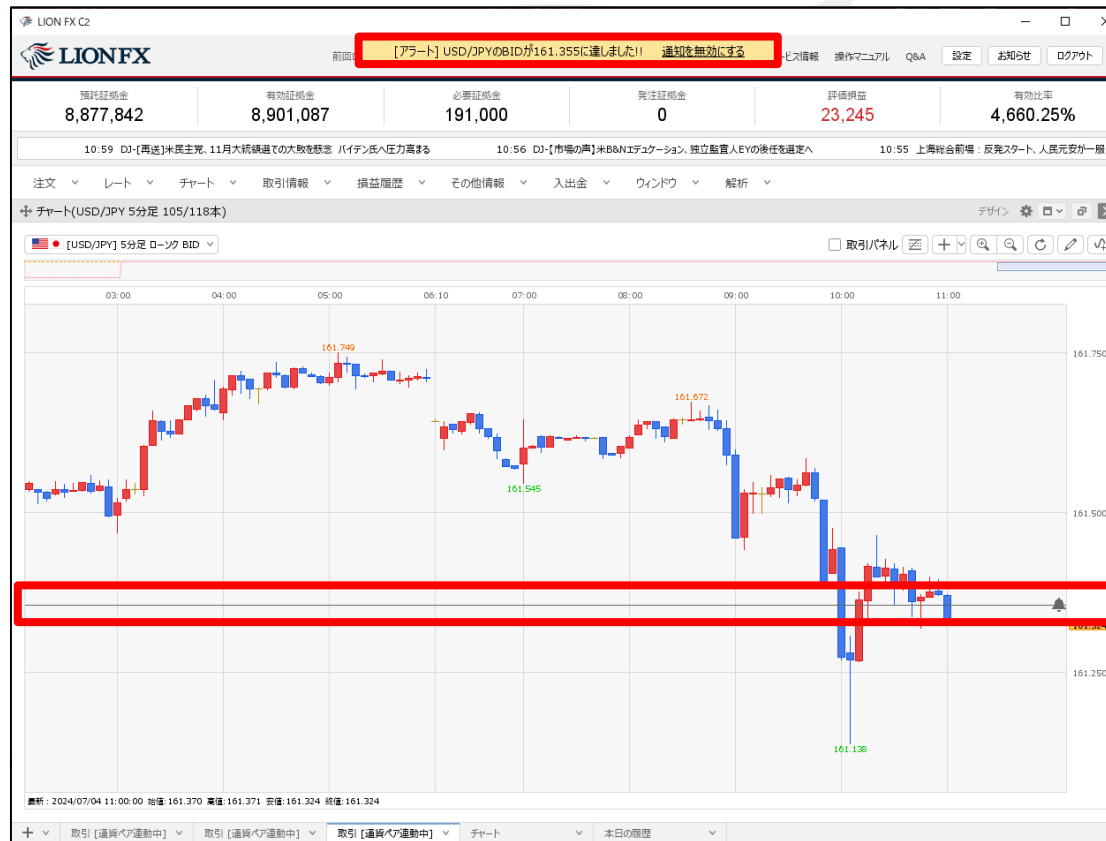 LION FX C2
LIONFX
前回
[アラート] USD/JPYのBIDが161.355に達しました!! 通知を無効にする
ービス情報 操作マニュアル Q&A 設定 お知らせ ログアウト
預託証拠金 有効証拠金 必要証拠金 発注証拠金 評価損益 有効比率
8,877,842 8,901,087 191,000 0 23,245 4,660.25%
10:59 DJ-[再送]米民主党、11月大統領選での大敗を懸念 バイデン氏へ圧力高まる 10:56 DJ-【市場の声】米B&Nエデュケーション、独立監査人EYの後任を選定へ 10:55 上海総合前場：反発スタート、人民元安が一服
注文 レート チャート 取引情報 損益履歴 その他情報 入出金 ウィンドウ 解析
チャート(USD/JPY 5分足 105/118本) デザイン
[USD/JPY] 5分足 ローソク BID 取引パネル
03:00 04:00 05:00 06:10 07:00 08:00 09:00 10:00 11:00
161.749
161.750
161.672
161.545
161.500
161.324
161.250
161.138
最新 : 2024/07/04 11:00:00 始値:161.370 高値:161.371 安値:161.324 終値:161.324
取引 [通貨ペア連動中] 取引 [通貨ペア連動中] 取引 [通貨ペア連動中] チャート 本日の履歴